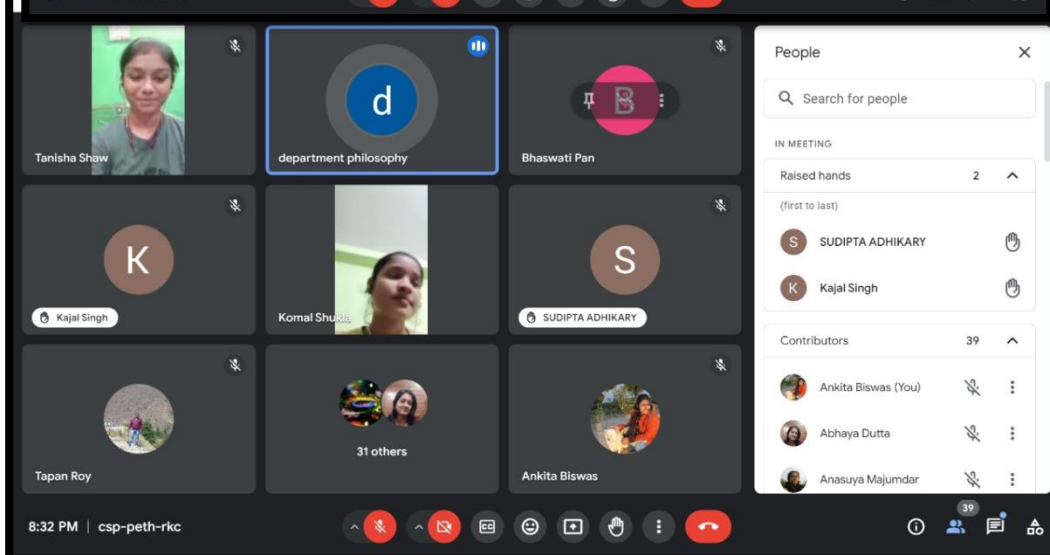 Tanisha Shaw
d
department philosophy
B
Bhaswati Pan
K
Kajal Singh
Komal Shukla
S
SUDIPTA ADHIKARY
Tapan Roy
31 others
Ankita Biswas
People
Search for people
IN MEETING
Raised hands 2
(first to last)
S SUDIPTA ADHIKARY
K Kajal Singh
Contributors 39
Ankita Biswas (You)
Abhaya Dutta
Anasuya Majumdar
8:32 PM | csp-peth-rkc
CC
39